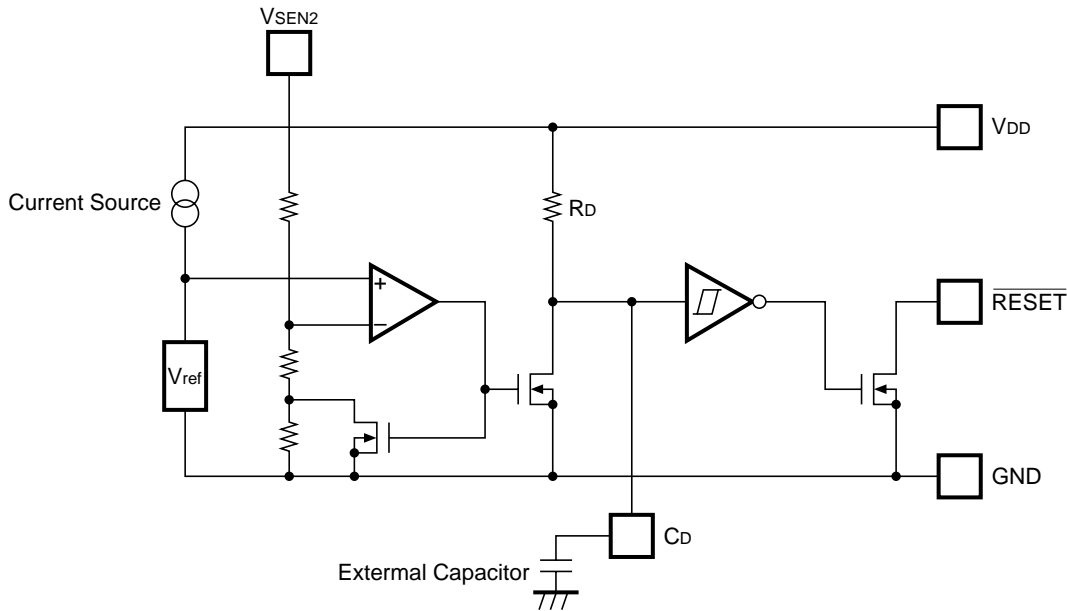 VSEN2
VDD
Current Source
RD
+
−
RESET
Vref
GND
CD
Extermal Capacitor